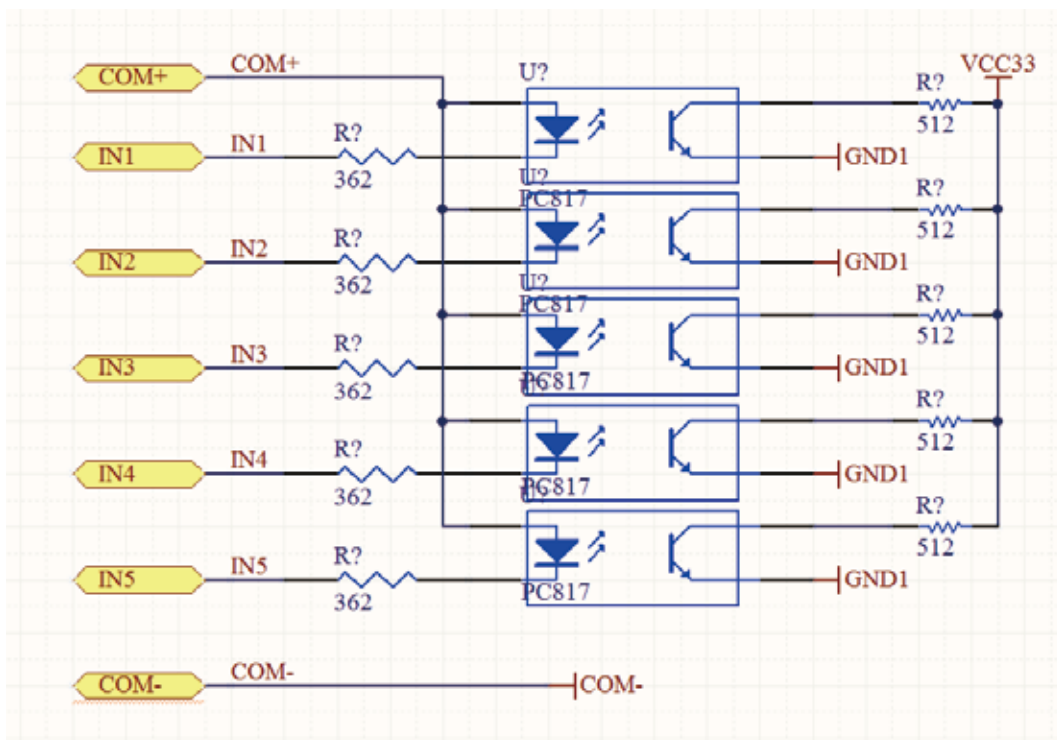 COM+ COM+ U? VCC33
R?
512
IN1 IN1 R? GND1
362
U?
PC817
R?
512
IN2 IN2 R? GND1
362
U?
PC817
R?
512
IN3 IN3 R? GND1
362
PC817
U?
R?
512
IN4 IN4 R? GND1
362
PC817
U?
R?
512
IN5 IN5 R? GND1
362
PC817
COM- COM- COM-